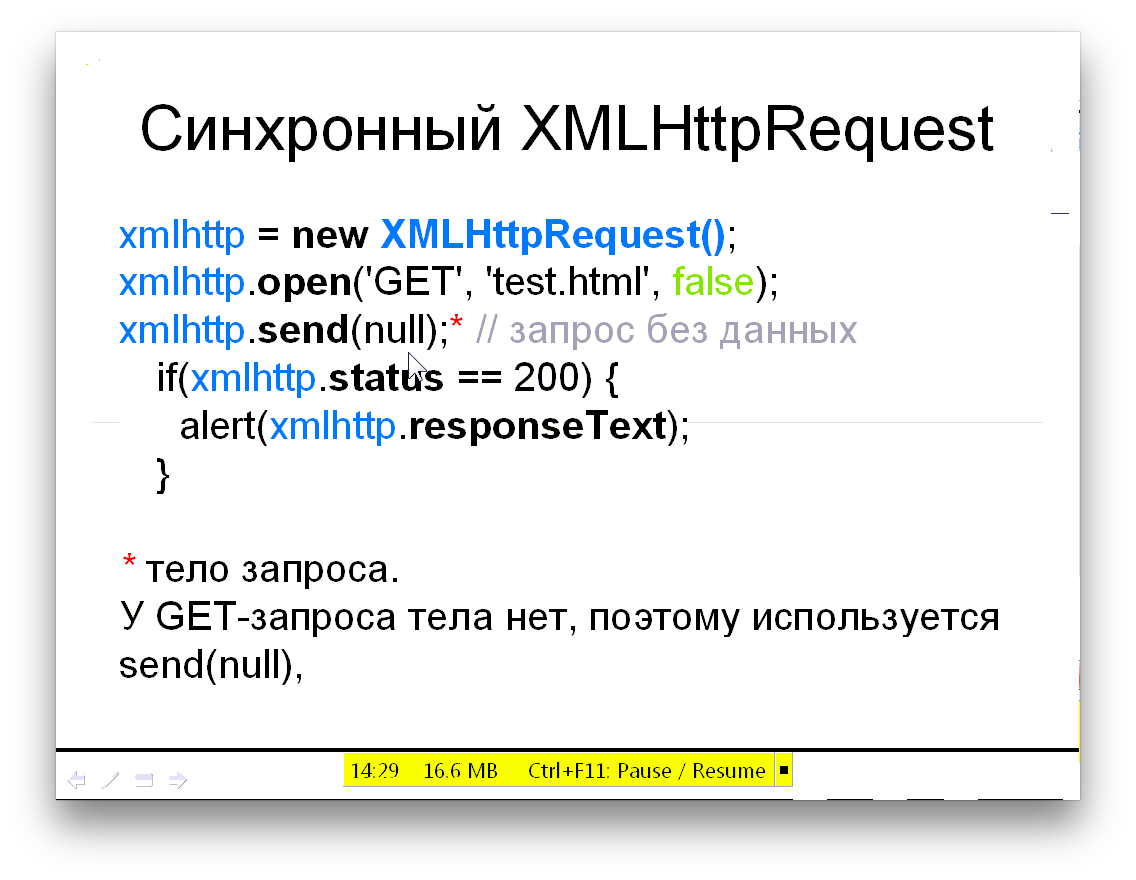 Синхронный XMLHttpRequest
xmlhttp = new XMLHttpRequest();
xmlhttp.open('GET', 'test.html', false);
xmlhttp.send(null);* // запрос без данных
if(xmlhttp.status == 200) {
alert(xmlhttp.responseText);
}
* тело запроса.
У GET-запроса тела нет, поэтому используется
send(null),
14:29 16.6 MB Ctrl+F11: Pause / Resume